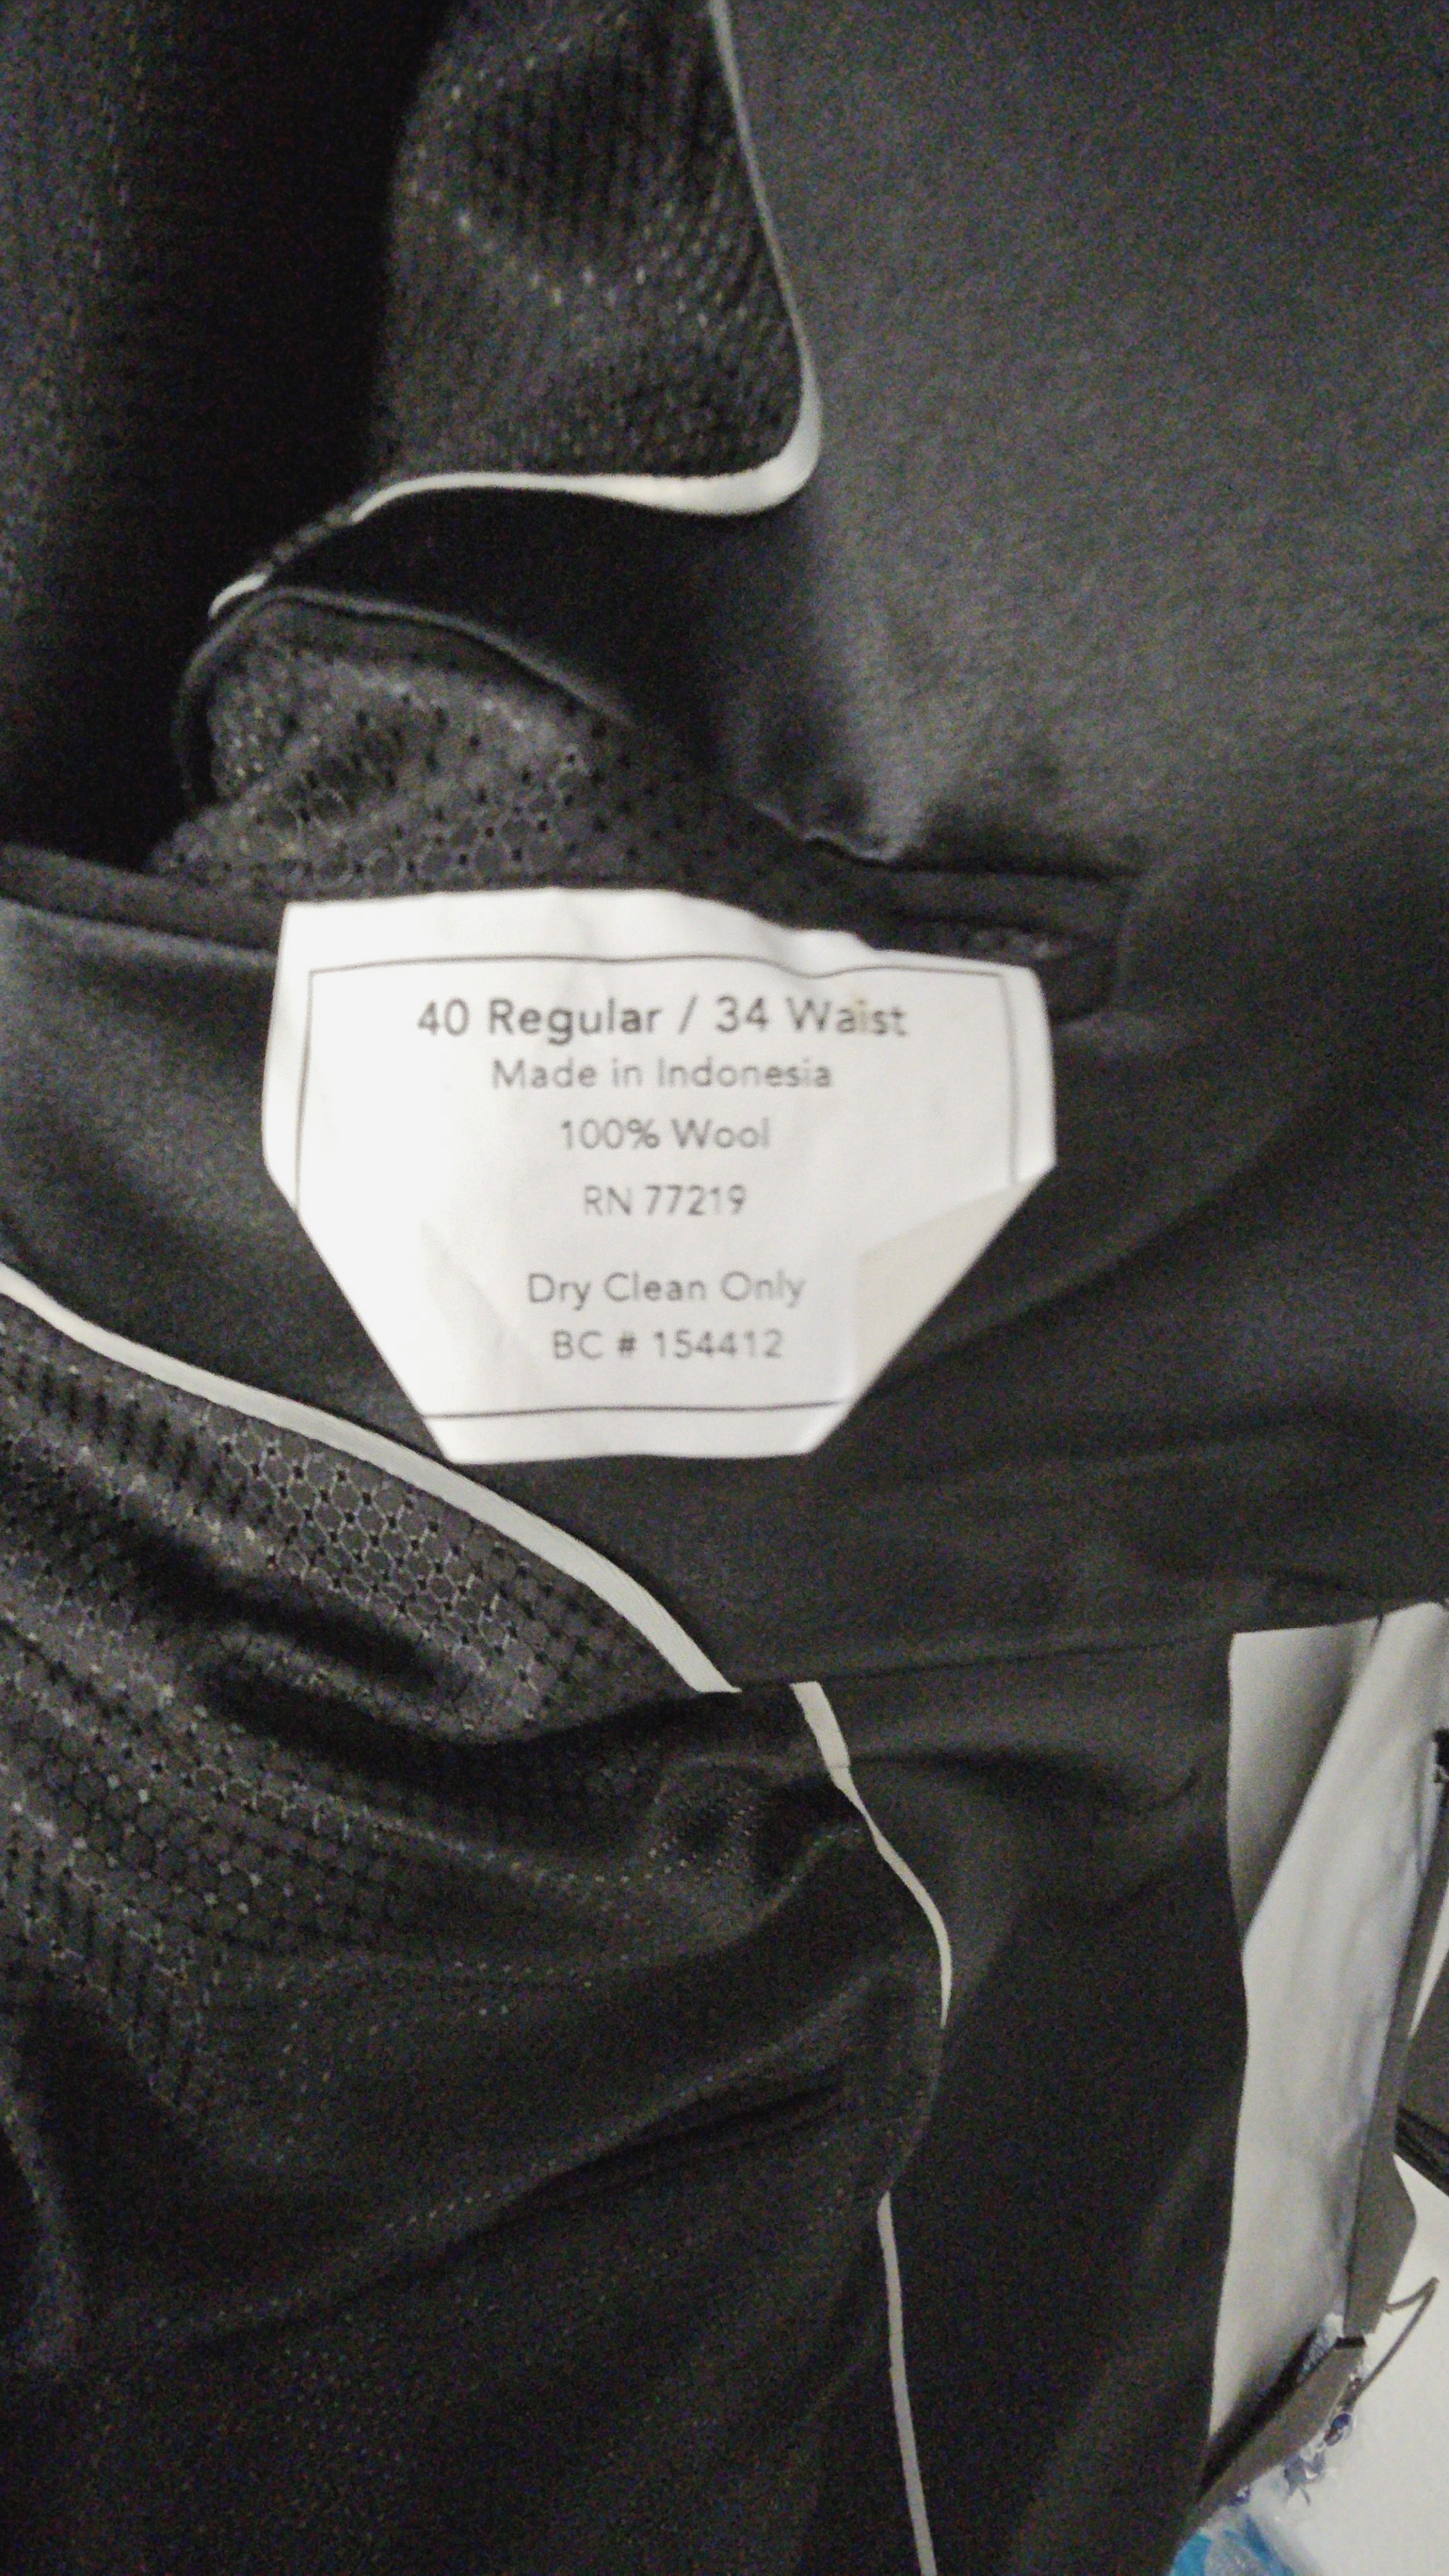 40 Regular / 34 Waist
Made in Indonesia
100% Wool
RN 77219
Dry Clean Only
BC # 154412